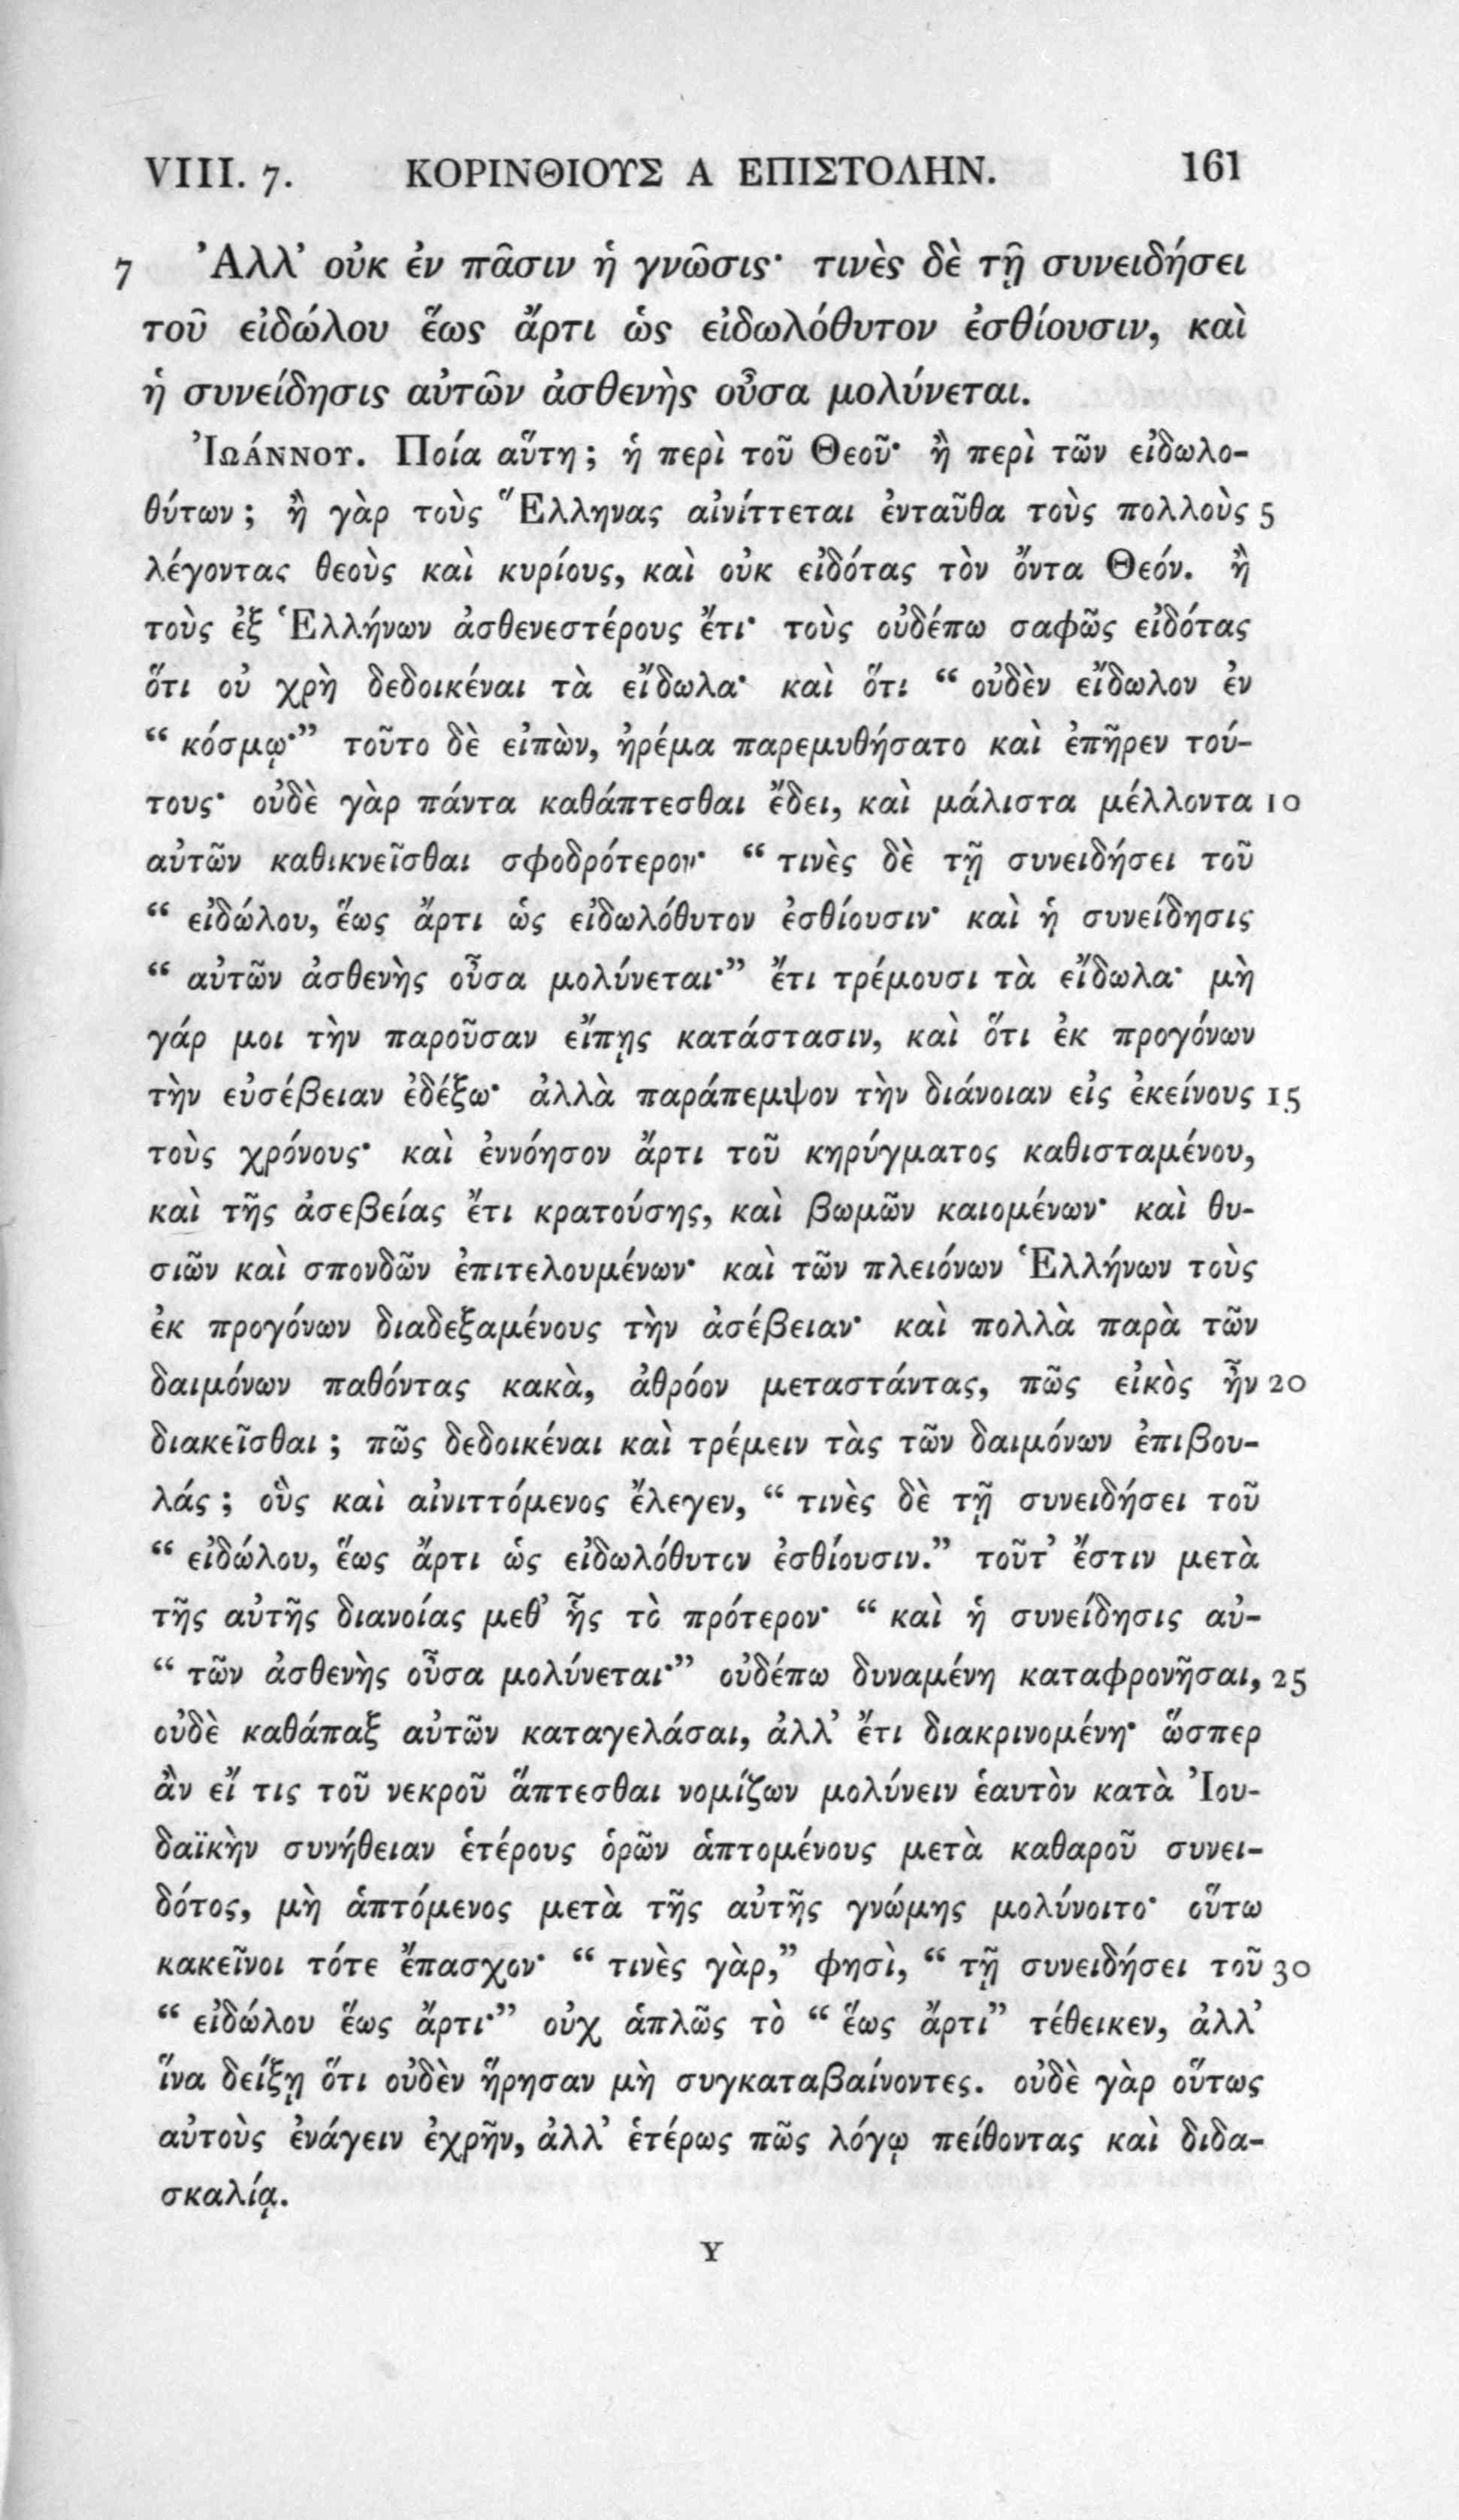 VIII. 7. ΚΟΡΙΝΘΙΟΥΣ Α ΕΠΙΣΤΟΛΗΝ. 161
7 Ἀλλ' οὐκ ἐν πᾶσιν ἡ γνῶσις· τινὲς δὲ τῇ συνειδήσει
τοῦ εἰδώλου ἕως ἄρτι ὡς εἰδωλόθυτον ἐσθίουσιν, καὶ
ἡ συνείδησις αὐτῶν ἀσθενὴς οὖσα μολύνεται.
Ἰωάννου. Ποία αὕτη; ἡ περὶ τοῦ Θεοῦ· ἢ περὶ τῶν εἰδωλο-
θύτων; ἢ γὰρ τοὺς Ἕλληνας αἰνίττεται ἐνταῦθα τοὺς πολλοὺς 5
λέγοντας θεοὺς καὶ κυρίους, καὶ οὐκ εἰδότας τὸν ὄντα Θεόν. ἢ
τοὺς ἐξ Ἑλλήνων ἀσθενεστέρους ἔτι· τοὺς οὐδέπω σαφῶς εἰδότας
ὅτι οὐ χρὴ δεδοικέναι τὰ εἴδωλα· καὶ ὅτι “ οὐδὲν εἴδωλον ἐν
“ κόσμῳ·” τοῦτο δὲ εἰπὼν, ἠρέμα παρεμυθήσατο καὶ ἐπῆρεν τού-
τους· οὐδὲ γὰρ πάντα καθάπτεσθαι ἔδει, καὶ μάλιστα μέλλοντα 10
αὐτῶν καθικνεῖσθαι σφοδρότερον· “ τινὲς δὲ τῇ συνειδήσει τοῦ
“ εἰδώλου, ἕως ἄρτι ὡς εἰδωλόθυτον ἐσθίουσιν· καὶ ἡ συνείδησις
“ αὐτῶν ἀσθενὴς οὖσα μολύνεται·” ἔτι τρέμουσι τὰ εἴδωλα· μὴ
γάρ μοι τὴν παροῦσαν εἴπῃς κατάστασιν, καὶ ὅτι ἐκ προγόνων
τὴν εὐσέβειαν ἐδέξω· ἀλλὰ παράπεμψον τὴν διάνοιαν εἰς ἐκείνους 15
τοὺς χρόνους· καὶ ἐννόησον ἄρτι τοῦ κηρύγματος καθισταμένου,
καὶ τῆς ἀσεβείας ἔτι κρατούσης, καὶ βωμῶν καιομένων· καὶ θυ-
σιῶν καὶ σπονδῶν ἐπιτελουμένων· καὶ τῶν πλειόνων Ἑλλήνων τοὺς
ἐκ προγόνων διαδεξαμένους τὴν ἀσέβειαν· καὶ πολλὰ παρὰ τῶν
δαιμόνων παθόντας κακὰ, ἀθρόον μεταστάντας, πῶς εἰκὸς ἦν 20
διακεῖσθαι; πῶς δεδοικέναι καὶ τρέμειν τὰς τῶν δαιμόνων ἐπιβου-
λάς; οὓς καὶ αἰνιττόμενος ἔλεγεν, “ τινὲς δὲ τῇ συνειδήσει τοῦ
“ εἰδώλου, ἕως ἄρτι ὡς εἰδωλόθυτον ἐσθίουσιν.” τοῦτ' ἔστιν μετὰ
τῆς αὐτῆς διανοίας μεθ' ἧς τὸ πρότερον· “ καὶ ἡ συνείδησις αὐ-
“ τῶν ἀσθενὴς οὖσα μολύνεται·” οὐδέπω δυναμένη καταφρονῆσαι, 25
οὐδὲ καθάπαξ αὐτῶν καταγελάσαι, ἀλλ' ἔτι διακρινομένη· ὥσπερ
ἂν εἴ τις τοῦ νεκροῦ ἅπτεσθαι νομίζων μολύνειν ἑαυτὸν κατὰ Ἰου-
δαϊκὴν συνήθειαν ἑτέρους ὁρῶν ἁπτομένους μετὰ καθαροῦ συνει-
δότος, μὴ ἁπτόμενος μετὰ τῆς αὐτῆς γνώμης μολύνοιτο· οὕτω
κακεῖνοι τότε ἔπασχον· “ τινὲς γὰρ,” φησὶ, “ τῇ συνειδήσει τοῦ 30
“ εἰδώλου ἕως ἄρτι·” οὐχ ἁπλῶς τὸ “ ἕως ἄρτι” τέθεικεν, ἀλλ'
ἵνα δείξῃ ὅτι οὐδὲν ἥρησαν μὴ συγκαταβαίνοντες. οὐδὲ γὰρ οὕτως
αὐτοὺς ἐνάγειν ἐχρῆν, ἀλλ' ἑτέρως πῶς λόγῳ πείθοντας καὶ διδα-
σκαλίᾳ.
Y